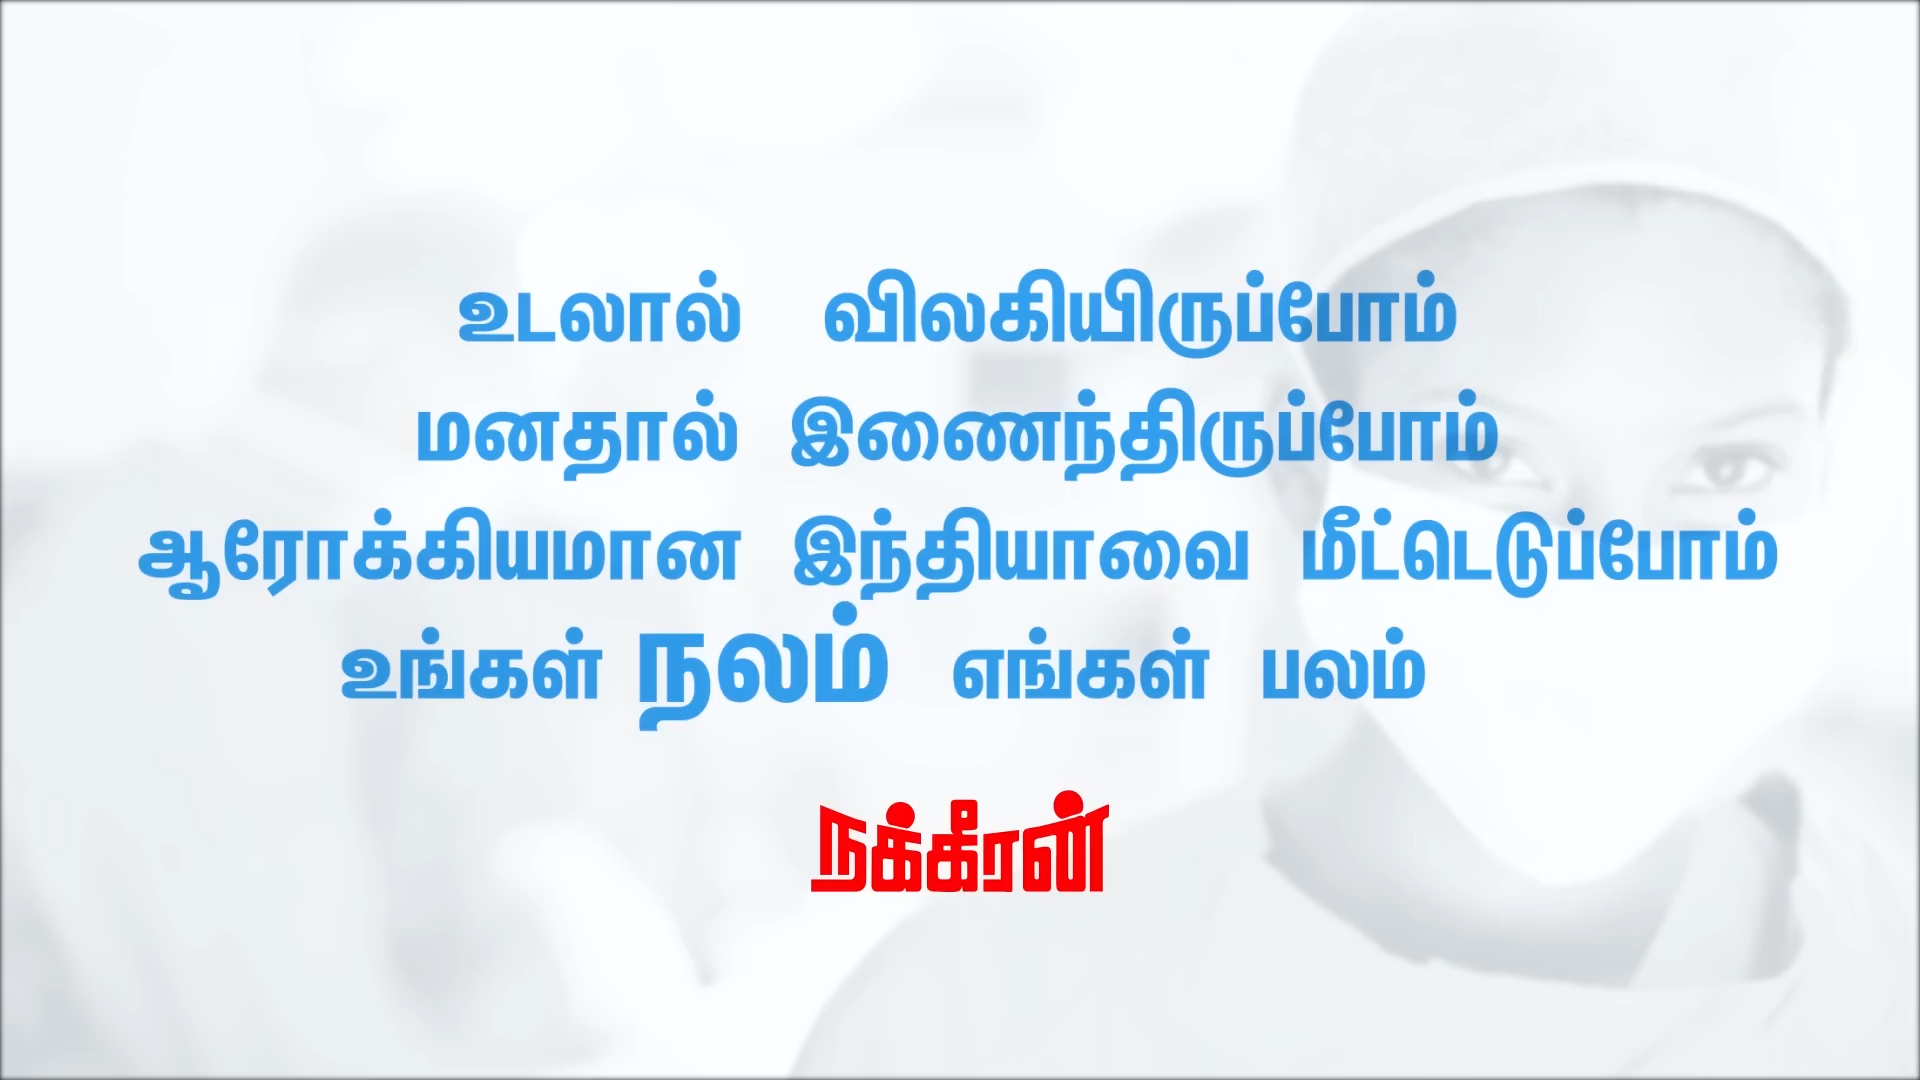 உடலால் விலகியிருப்போம்
மனதால் இணைந்திருப்போம்
ஆரோக்கியமான இந்தியாவை மீட்டெடுப்போம்
உங்கள் நலம் எங்கள் பலம்
நக்கீரன்